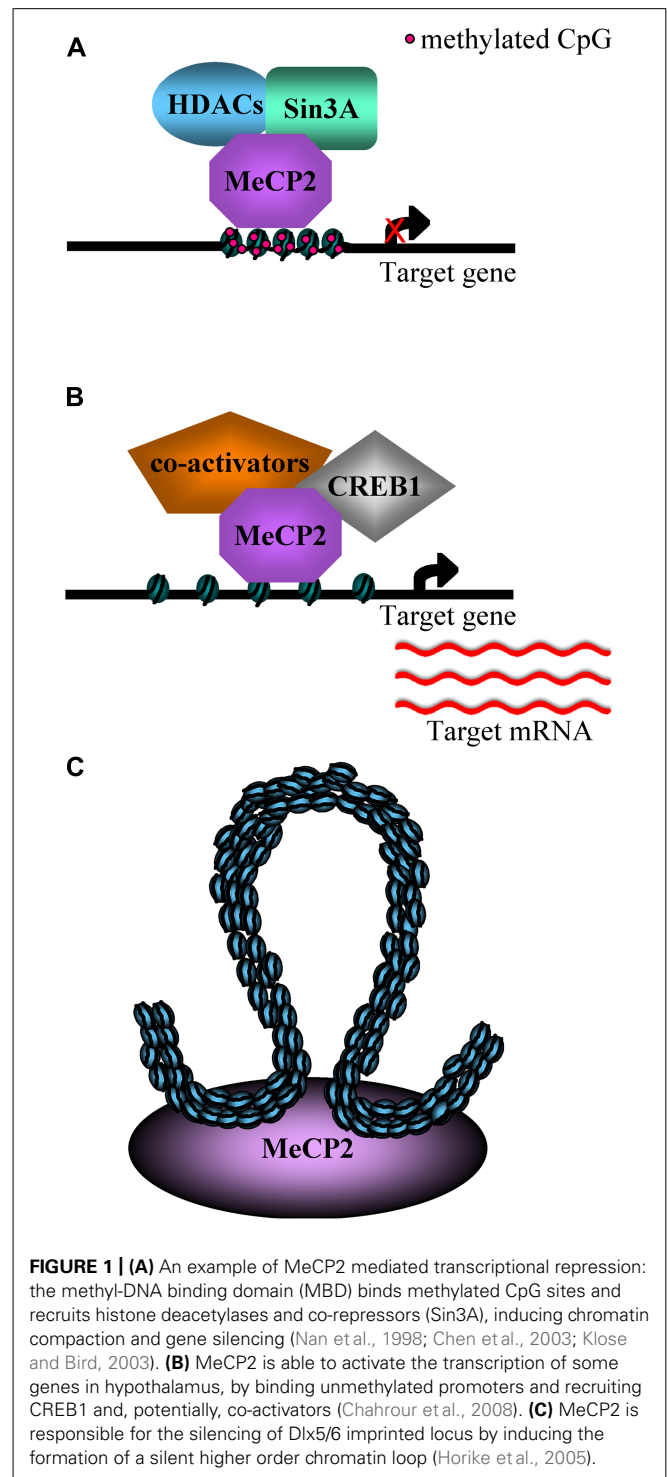 A
methylated CpG
HDACs
Sin3A
MeCP2
Target gene
B
co-activators
CREB1
MeCP2
Target gene
Target mRNA
C
MeCP2
FIGURE 1 | (A) An example of MeCP2 mediated transcriptional repression:
the methyl-DNA binding domain (MBD) binds methylated CpG sites and
recruits histone deacetylases and co-repressors (Sin3A), inducing chromatin
compaction and gene silencing (Nan et al., 1998; Chen et al., 2003; Klose
and Bird, 2003). (B) MeCP2 is able to activate the transcription of some
genes in hypothalamus, by binding unmethylated promoters and recruiting
CREB1 and, potentially, co-activators (Chahrour et al., 2008). (C) MeCP2 is
responsible for the silencing of Dlx5/6 imprinted locus by inducing the
formation of a silent higher order chromatin loop (Horike et al., 2005).